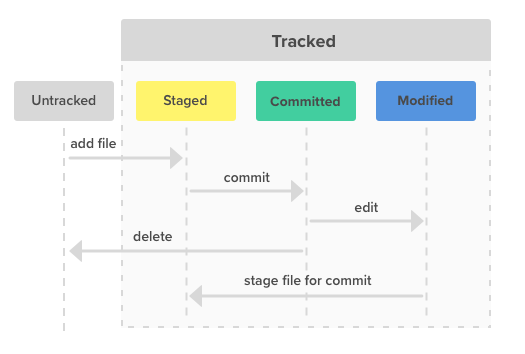 Tracked
Untracked
Staged
Committed
Modified
add file
commit
edit
delete
stage file for commit